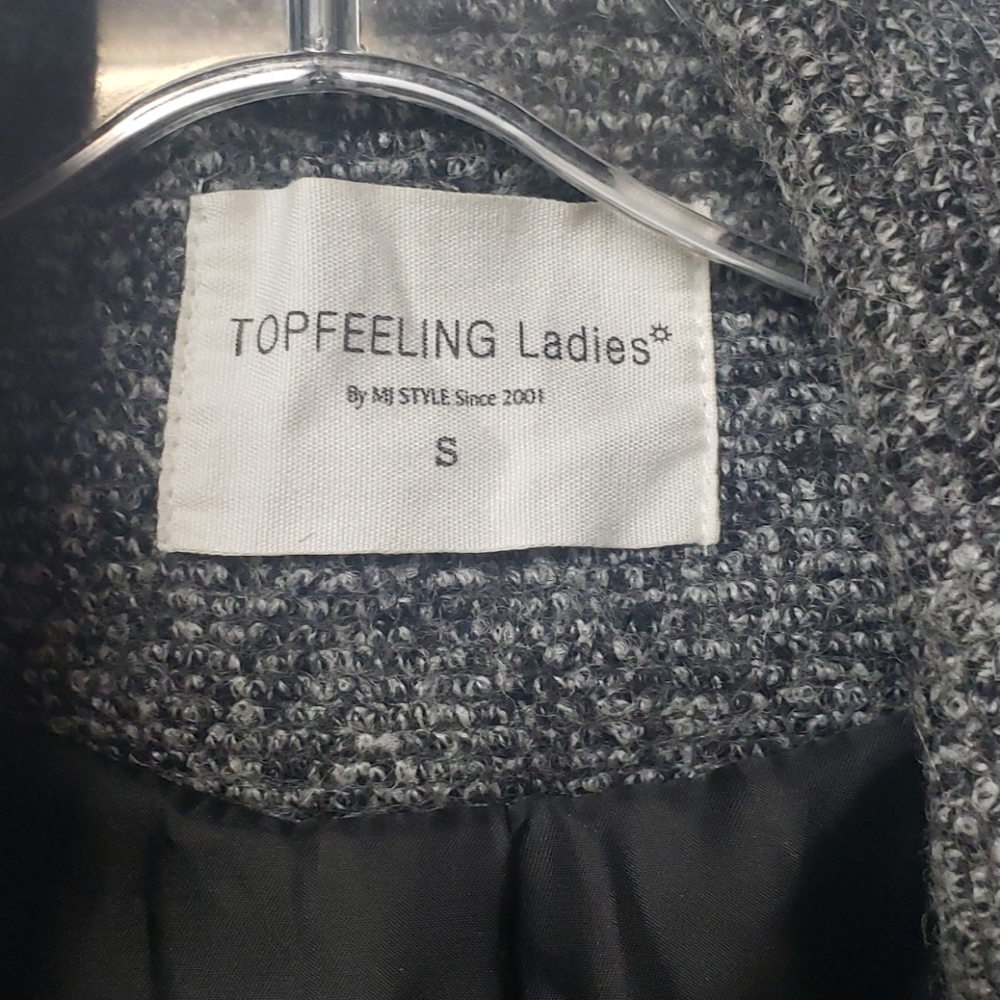 TOPFEELING Ladies☼
By MJ STYLE Since 2001
S